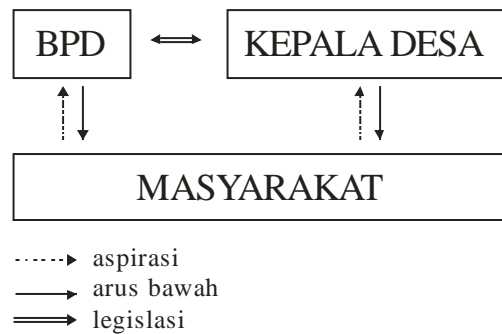 BPD
KEPALA DESA
MASYARAKAT
aspirasi
arus bawah
legislasi